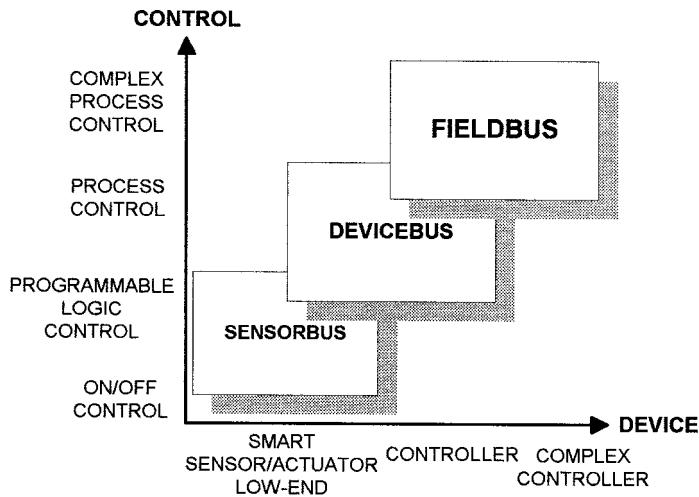 CONTROL
COMPLEX
PROCESS
CONTROL
FIELDBUS
PROCESS
CONTROL
DEVICEBUS
PROGRAMMABLE
LOGIC
CONTROL
SENSORBUS
ON/OFF
CONTROL
DEVICE
SMART
SENSOR/ACTUATOR
LOW-END
CONTROLLER
COMPLEX
CONTROLLER